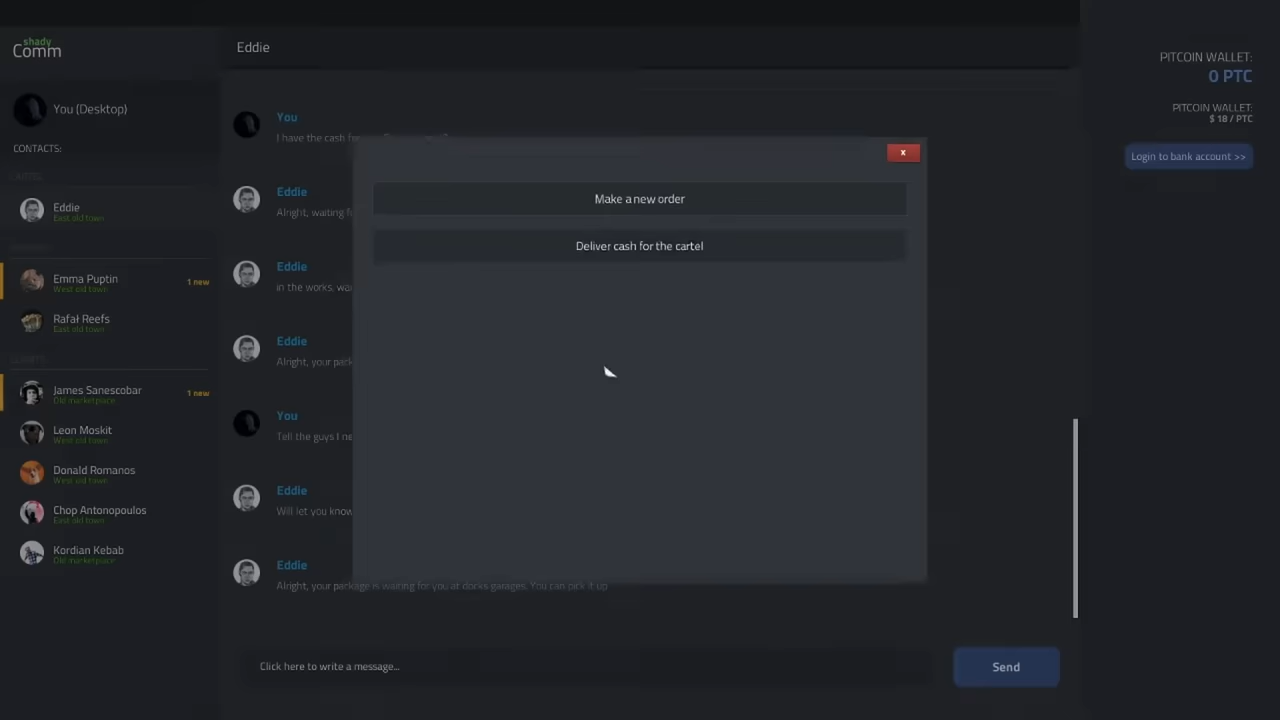 shady
Comm
Eddie
PITCOIN WALLET:
0 PTC
PITCOIN WALLET:
$ 18 / PTC
Login to bank account >>
You (Desktop)
CONTACTS:
CARTEL
Eddie
East old town
Emma Puptin
West old town
1 new
Rafał Reefs
East old town
CLIENTS
James Sanescobar
Old marketplace
1 new
Leon Moskit
West old town
Donald Romanos
West old town
Chop Antonopoulos
East old town
Kordian Kebab
Old marketplace
You
I have the cash
Eddie
Alright, waiting
Eddie
in the works,
Eddie
Alright, your
You
Tell the guys I
Eddie
Will let you know
Eddie
Alright, your package is waiting for you at docks garages. You can pick it up
x
Make a new order
Deliver cash for the cartel
Click here to write a message...
Send